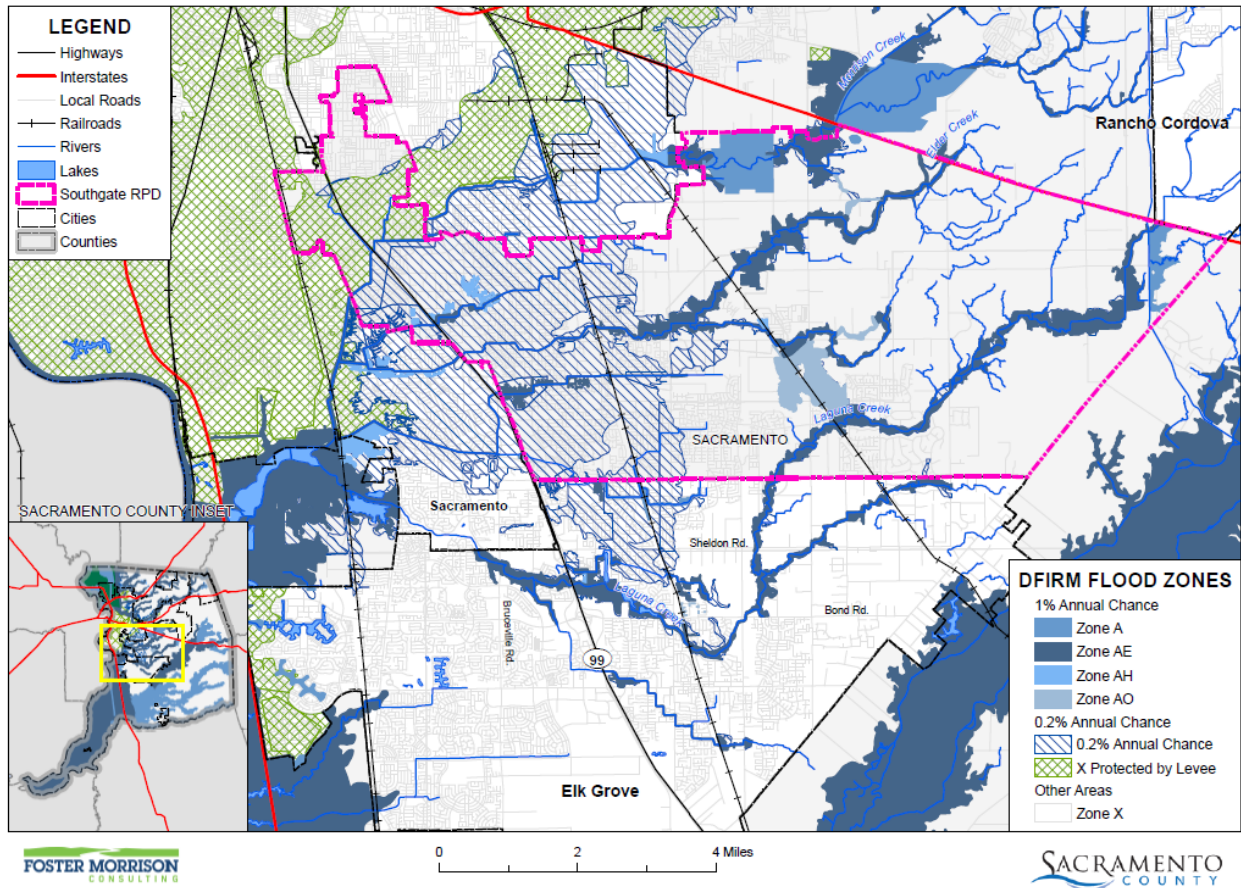 LEGEND
Highways
Interstates
Local Roads
Railroads
Rivers
Lakes
Southgate RPD
Cities
Counties
Morrison Creek
Elder Creek
Rancho Cordova
Laguna Creek
SACRAMENTO
Sacramento
SACRAMENTO COUNTY INSET
Sheldon Rd.
Laguna Creek
Bruceville Rd.
Bond Rd.
99
Elk Grove
DFIRM FLOOD ZONES
1% Annual Chance
Zone A
Zone AE
Zone AH
Zone AO
0.2% Annual Chance
0.2% Annual Chance
X Protected by Levee
Other Areas
Zone X
FOSTER MORRISON
CONSULTING
0 2 4 Miles
SACRAMENTO
COUNTY